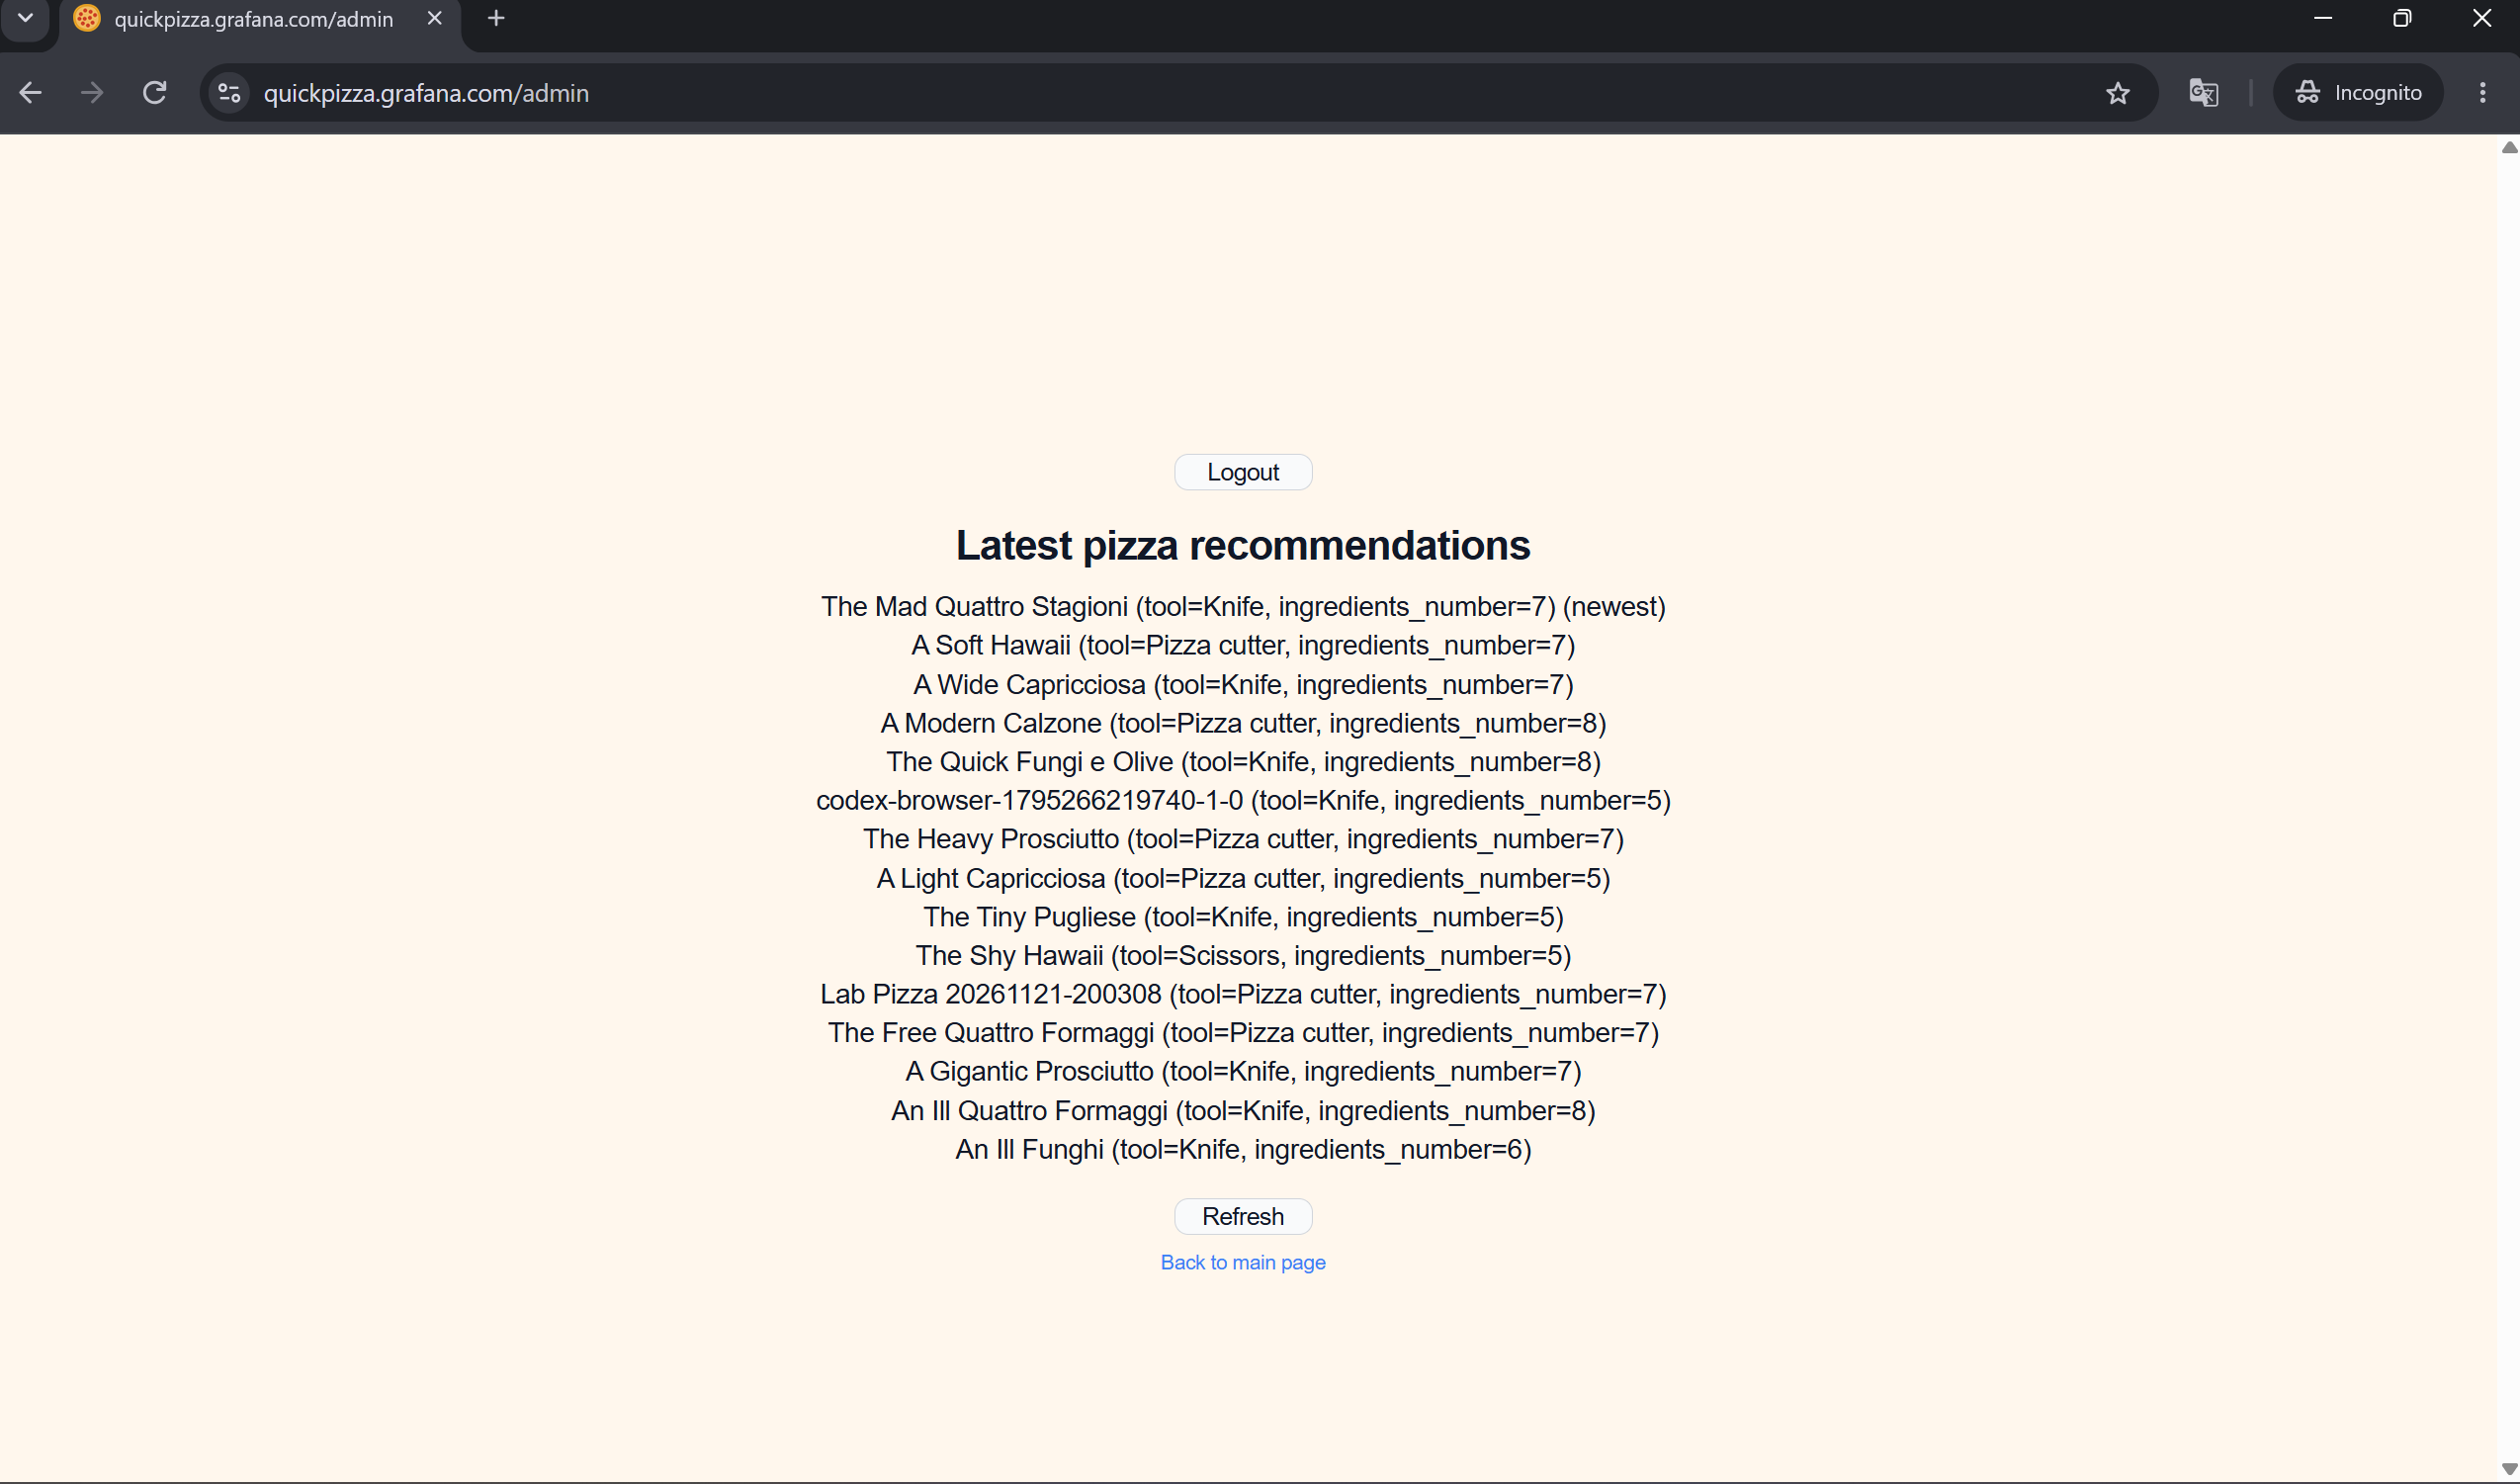 quickpizza.grafana.com/admin
quickpizza.grafana.com/admin
Incognito
Logout
Latest pizza recommendations
The Mad Quattro Stagioni (tool=Knife, ingredients_number=7) (newest)
A Soft Hawaii (tool=Pizza cutter, ingredients_number=7)
A Wide Capricciosa (tool=Knife, ingredients_number=7)
A Modern Calzone (tool=Pizza cutter, ingredients_number=8)
The Quick Fungi e Olive (tool=Knife, ingredients_number=8)
codex-browser-1795266219740-1-0 (tool=Knife, ingredients_number=5)
The Heavy Prosciutto (tool=Pizza cutter, ingredients_number=7)
A Light Capricciosa (tool=Pizza cutter, ingredients_number=5)
The Tiny Pugliese (tool=Knife, ingredients_number=5)
The Shy Hawaii (tool=Scissors, ingredients_number=5)
Lab Pizza 20261121-200308 (tool=Pizza cutter, ingredients_number=7)
The Free Quattro Formaggi (tool=Pizza cutter, ingredients_number=7)
A Gigantic Prosciutto (tool=Knife, ingredients_number=7)
An Ill Quattro Formaggi (tool=Knife, ingredients_number=8)
An Ill Funghi (tool=Knife, ingredients_number=6)
Refresh
Back to main page